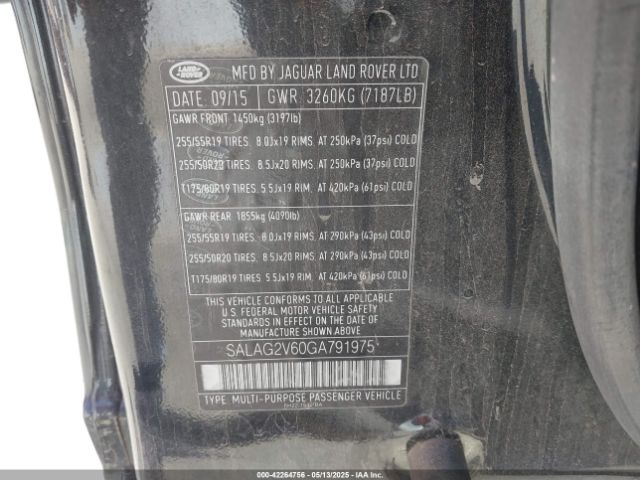 LAND ROVER
MFD BY JAGUAR LAND ROVER LTD
DATE 09/15 GWR. 3260KG (7187LB)
GAWR FRONT 1450kg (3197lb)
255/55R19 TIRES. 8.0Jx19 RIMS. AT 250kPa (37psi) COLD
255/50R20 TIRES. 8.5Jx20 RIMS. AT 250kPa (37psi) COLD
T175/80R19 TIRES. 5.5Jx19 RIM. AT 420kPa (61psi) COLD
GAWR REAR 1855kg (4090lb)
255/55R19 TIRES. 8.0Jx19 RIMS. AT 290kPa (43psi) COLD
255/50R20 TIRES. 8.5Jx20 RIMS. AT 290kPa (43psi) COLD
T175/80R19 TIRES. 5.5Jx19 RIM. AT 420kPa (61psi) COLD
THIS VEHICLE CONFORMS TO ALL APPLICABLE
U.S. FEDERAL MOTOR VEHICLE SAFETY
STANDARDS IN EFFECT ON THE DATE OF
MANUFACTURE SHOWN ABOVE.
SALAG2V60GA791975
TYPE: MULTI-PURPOSE PASSENGER VEHICLE
000-42264756 - 05/13/2025 - IAAI.COM